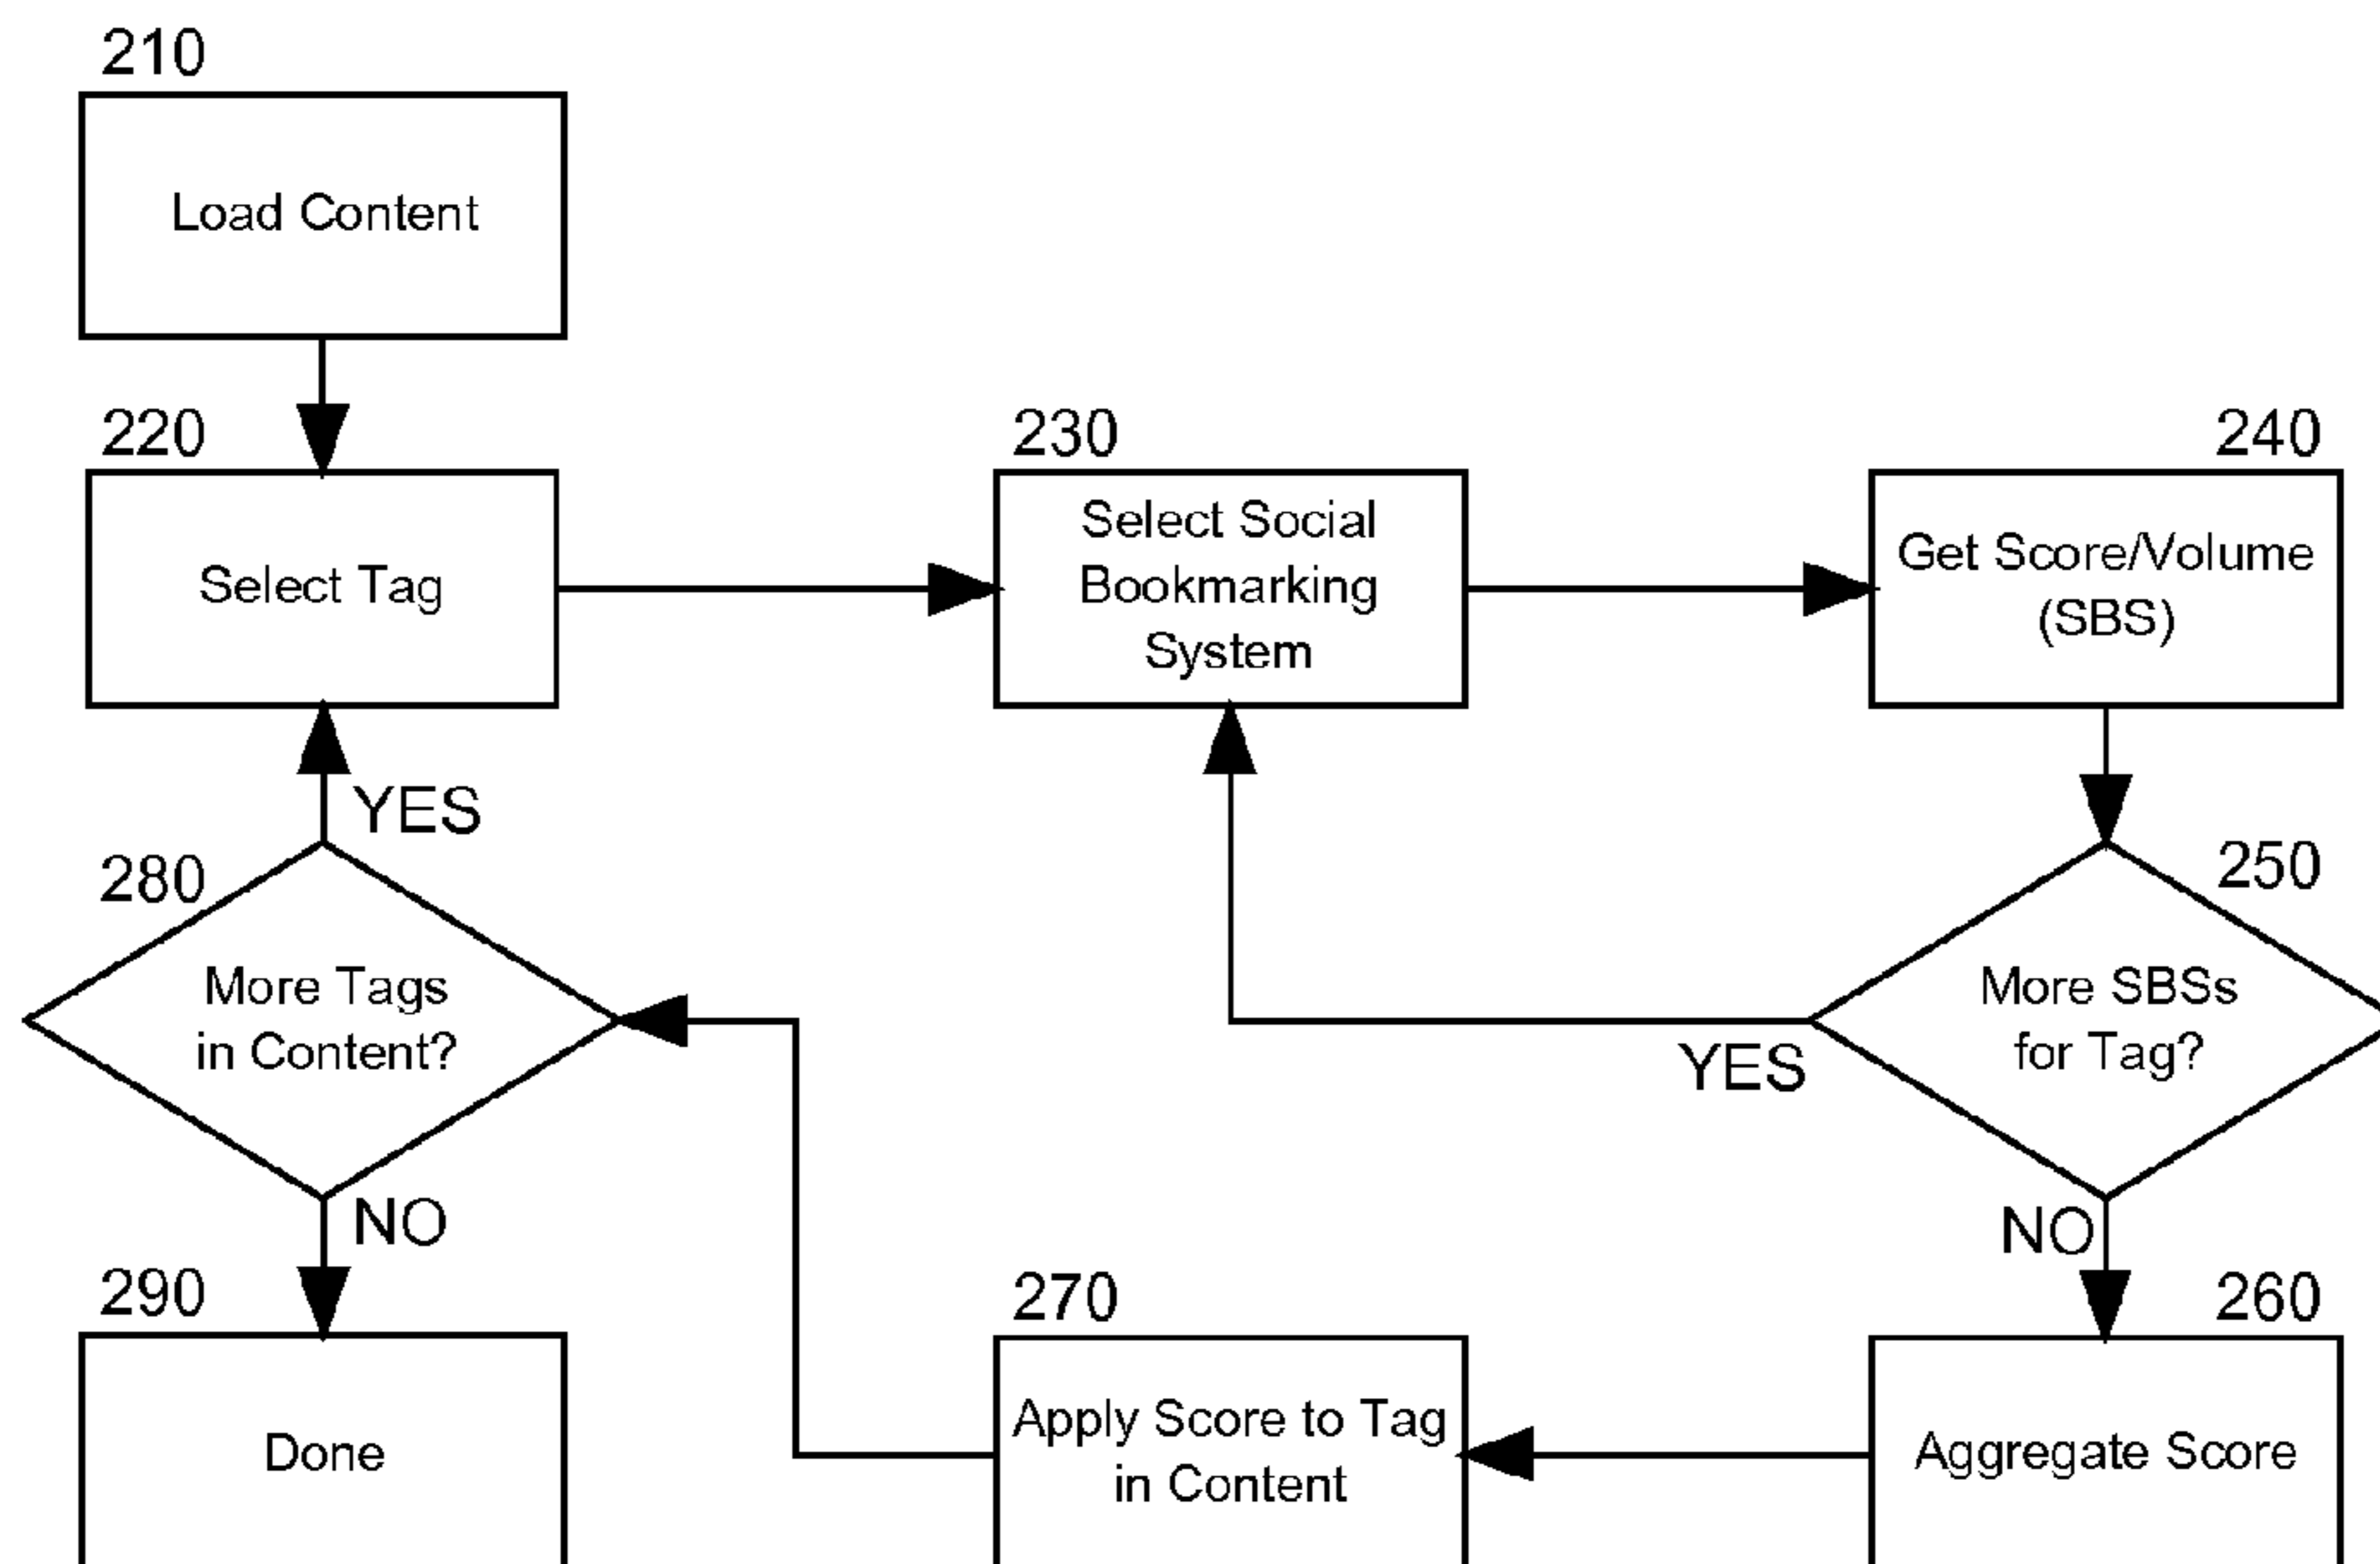 210
Load Content
220
Select Tag
230
Select Social
Bookmarking
System
240
Get Score/Volume
(SBS)
YES
280
More Tags
in Content?
250
More SBSs
for Tag?
YES
NO
NO
290
Done
270
Apply Score to Tag
in Content
260
Aggregate Score